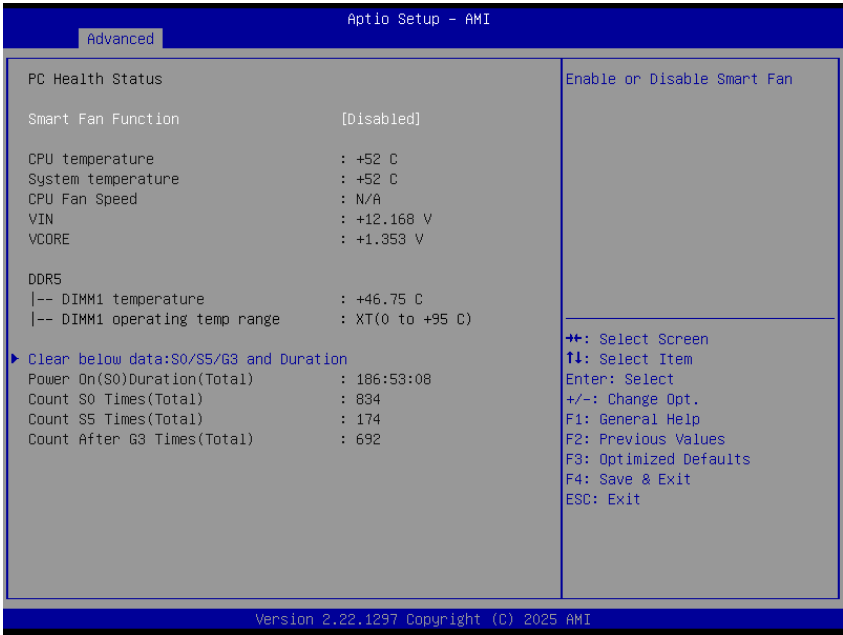 Aptio Setup - AMI
Advanced
PC Health Status
Smart Fan Function [Disabled]
CPU temperature : +52 C
System temperature : +52 C
CPU Fan Speed : N/A
VIN : +12.168 V
VCORE : +1.353 V
DDR5
|-- DIMM1 temperature : +46.75 C
|-- DIMM1 operating temp range : XT(0 to +95 C)
Clear below data:S0/S5/G3 and Duration
Power On(S0)Duration(Total) : 186:53:08
Count S0 Times(Total) : 834
Count S5 Times(Total) : 174
Count After G3 Times(Total) : 692
Enable or Disable Smart Fan
→←: Select Screen
↑↓: Select Item
Enter: Select
+/-: Change Opt.
F1: General Help
F2: Previous Values
F3: Optimized Defaults
F4: Save & Exit
ESC: Exit
Version 2.22.1297 Copyright (C) 2025 AMI